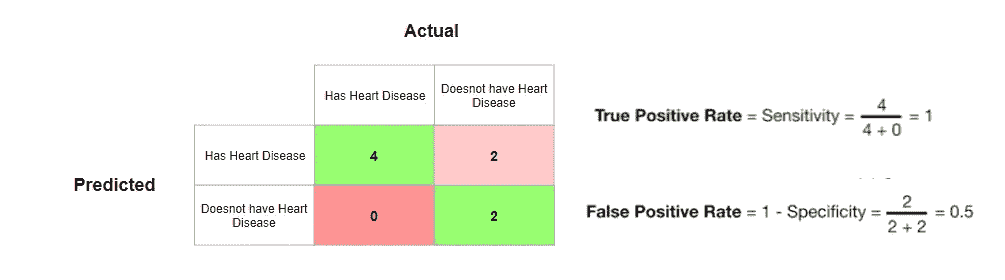 Actual
Has Heart Disease
Doesnot have Heart
Disease
Has Heart Disease
4
2
Predicted
Doesnot have Heart
Disease
0
2
True Positive Rate = Sensitivity = 4 / 4 + 0 = 1
False Positive Rate = 1 - Specificity = 2 / 2 + 2 = 0.5